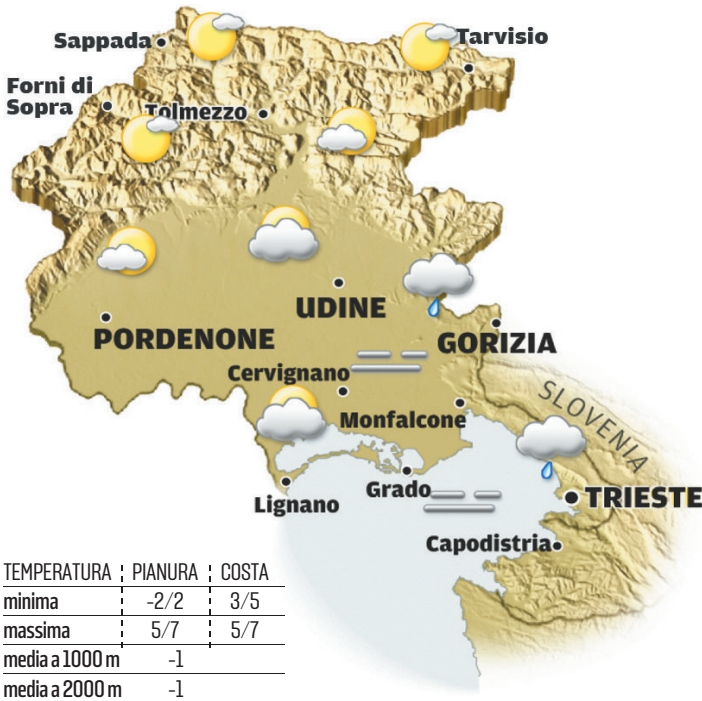 Sappada
Tarvisio
Forni di
Sopra
Tolmezzo
UDINE
PORDENONE
GORIZIA
Cervignano
SLOVENIA
Monfalcone
Lignano
Grado
TRIESTE
Capodistria
TEMPERATURA PIANURA COSTA
minima -2/2 3/5
massima 5/7 5/7
media a 1000 m -1
media a 2000 m -1